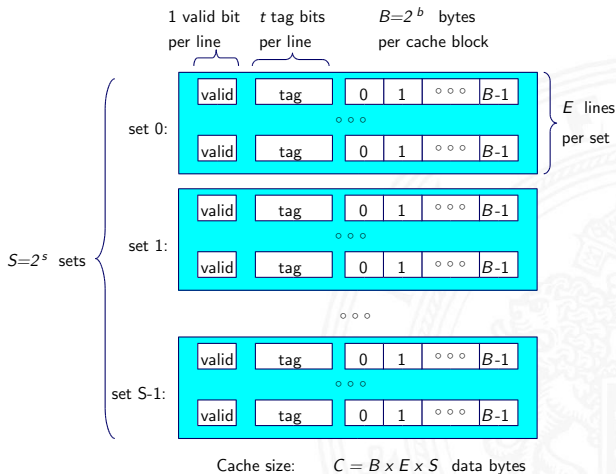 1 valid bit t tag bits B=2ᵇ bytes
per line per line per cache block
valid tag 0 1 ∘∘∘ B-1
set 0: ∘∘∘ E lines
per set
valid tag 0 1 ∘∘∘ B-1
valid tag 0 1 ∘∘∘ B-1
set 1: ∘∘∘
valid tag 0 1 ∘∘∘ B-1
S=2ˢ sets
∘∘∘
valid tag 0 1 ∘∘∘ B-1
set S-1: ∘∘∘
valid tag 0 1 ∘∘∘ B-1
Cache size: C = B x E x S data bytes